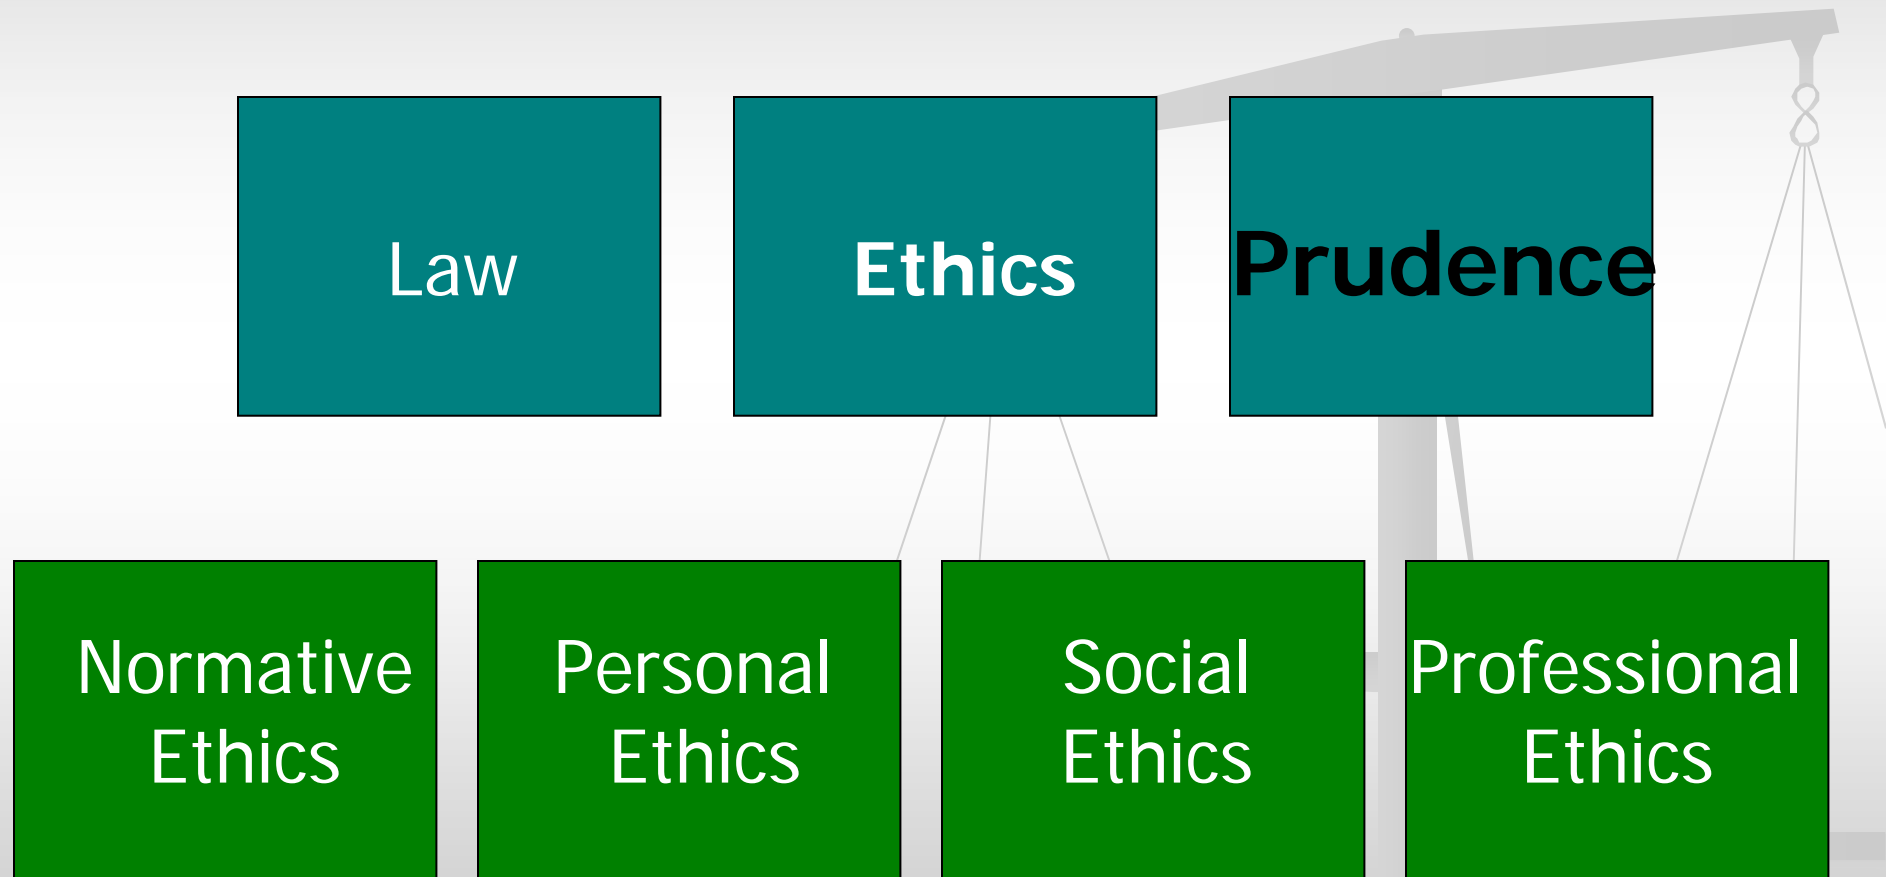 Law
Ethics
Prudence
Normative
Ethics
Personal
Ethics
Social
Ethics
Professional
Ethics